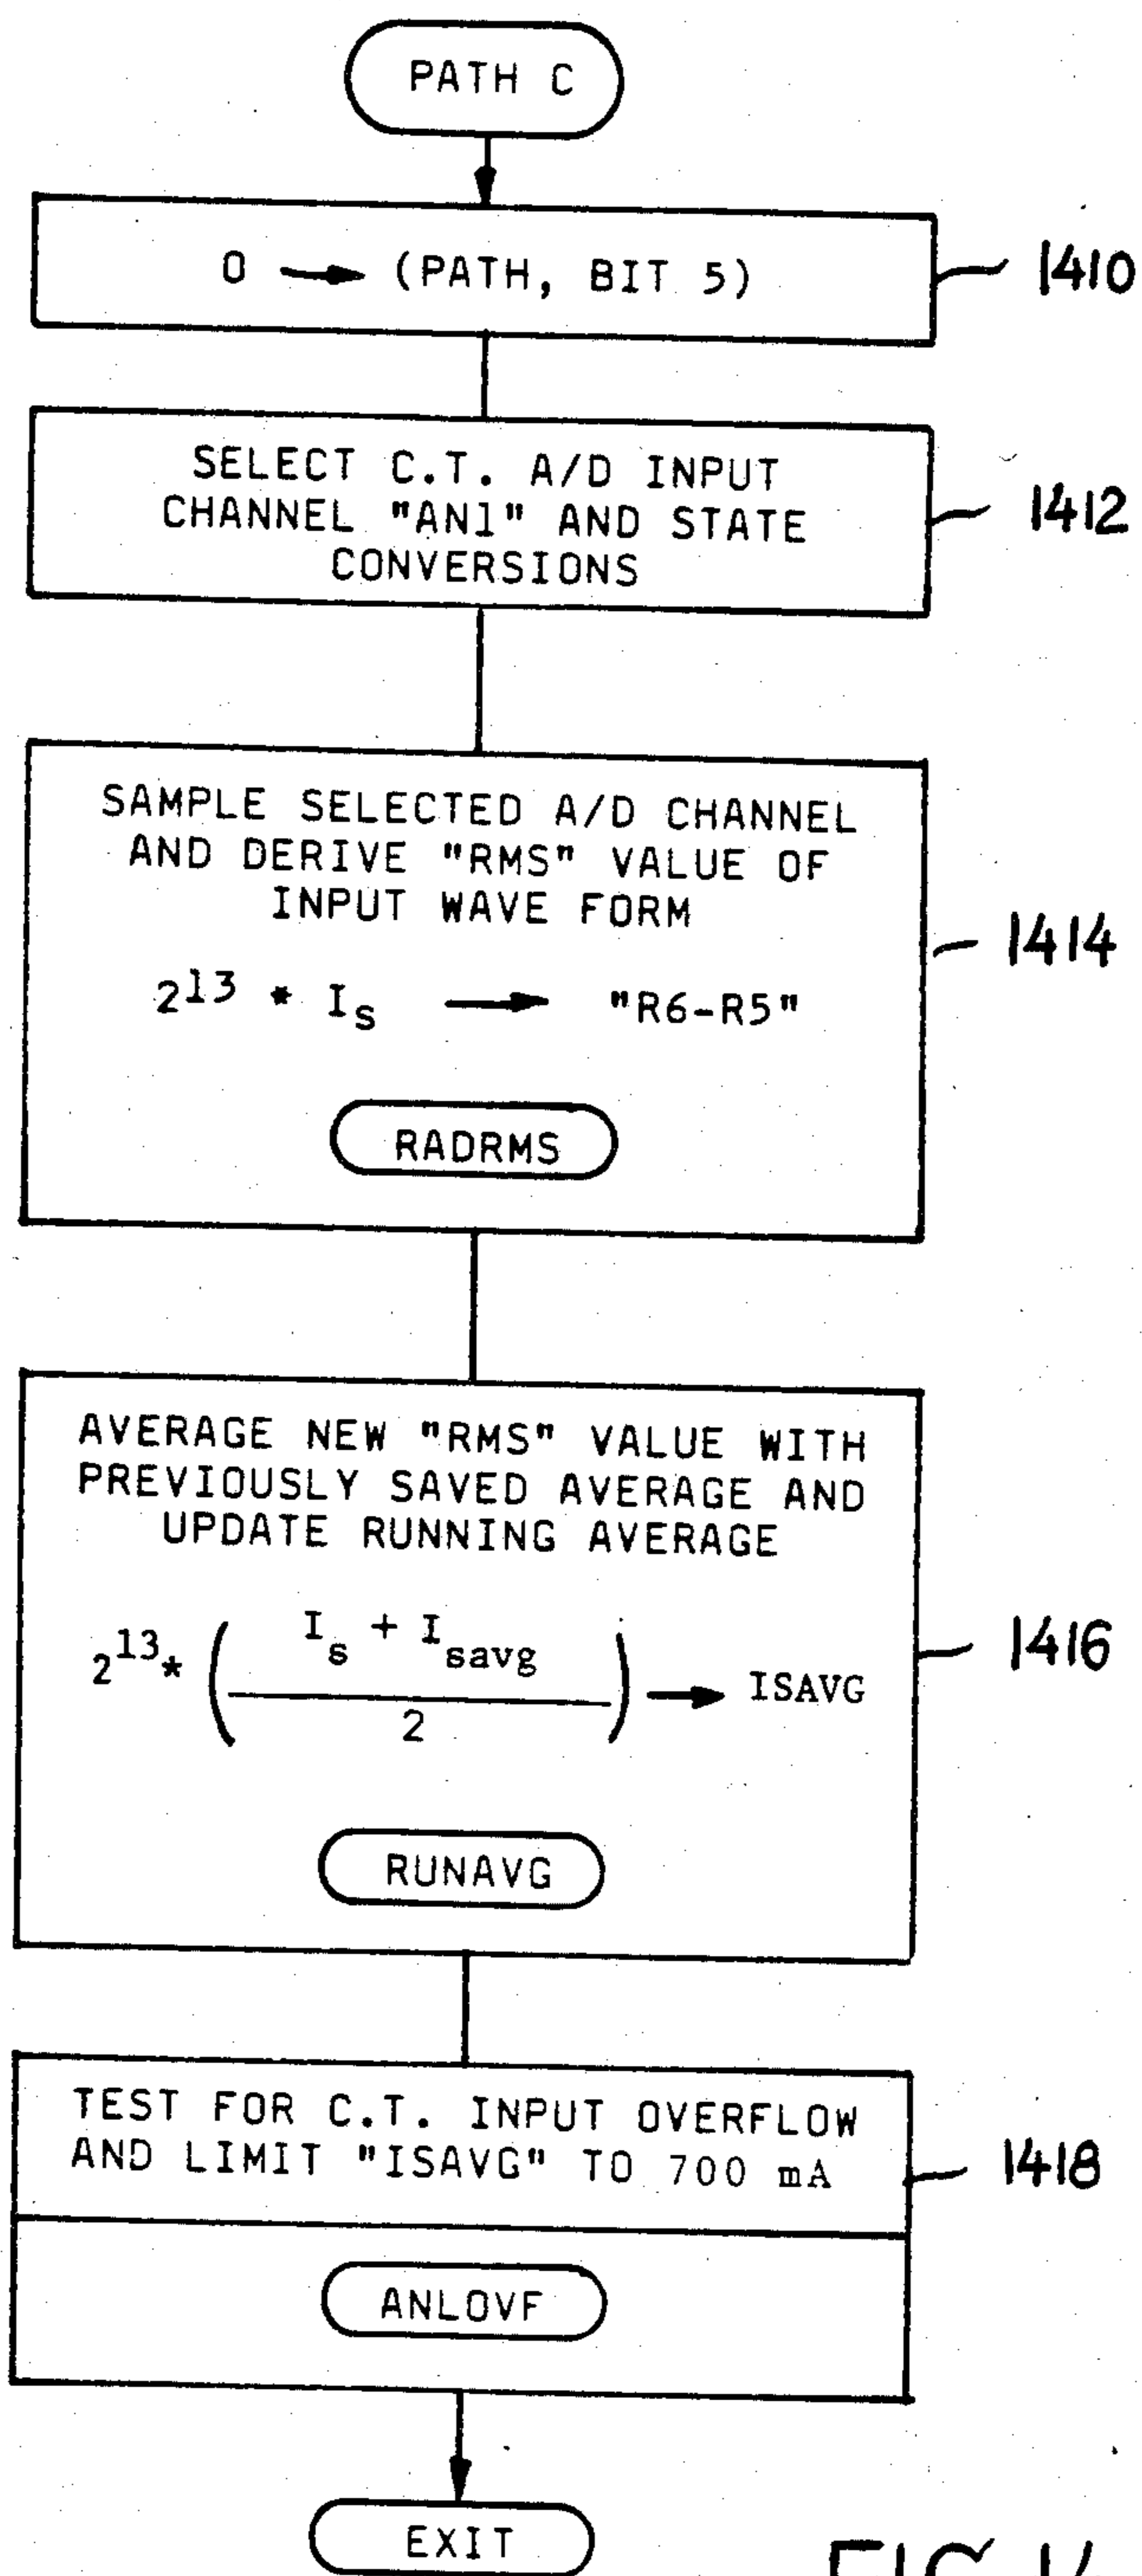 PATH C
0 → (PATH, BIT 5)
1410
SELECT C.T. A/D INPUT
CHANNEL "AN1" AND STATE
CONVERSIONS
1412
SAMPLE SELECTED A/D CHANNEL
AND DERIVE "RMS" VALUE OF
INPUT WAVE FORM
2^13 * I_s → "R6-R5"
RADRMS
1414
AVERAGE NEW "RMS" VALUE WITH
PREVIOUSLY SAVED AVERAGE AND
UPDATE RUNNING AVERAGE
2^13* ( (I_s + I_savg) / 2 ) → ISAVG
RUNAVG
1416
TEST FOR C.T. INPUT OVERFLOW
AND LIMIT "ISAVG" TO 700 mA
1418
ANLOVF
EXIT